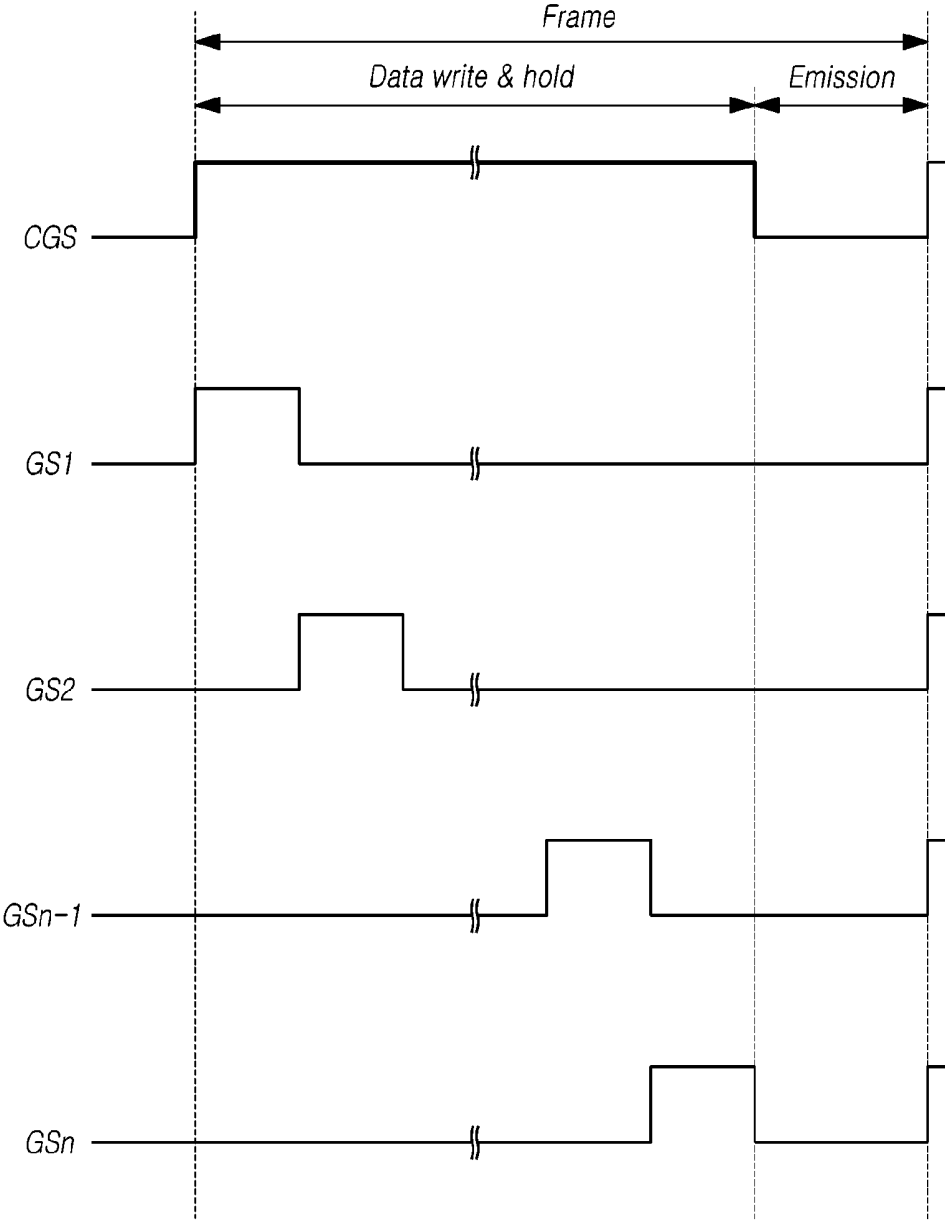 Frame
Data write & hold
Emission
CGS
GS1
GS2
GSn-1
GSn